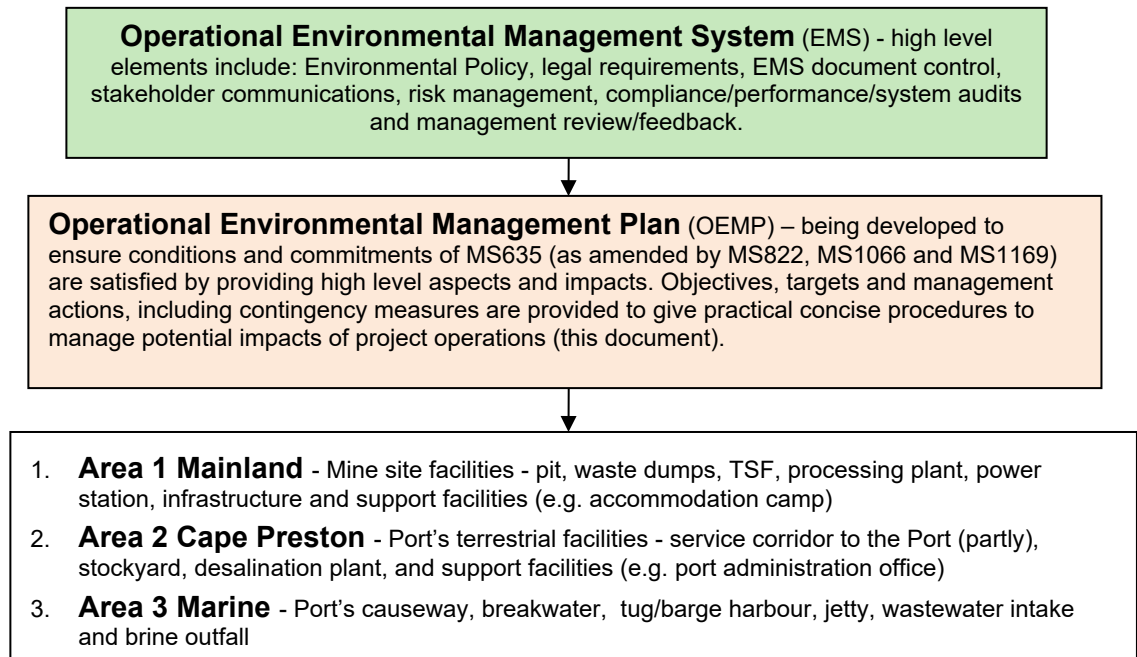 Operational Environmental Management System (EMS) - high level
elements include: Environmental Policy, legal requirements, EMS document control,
stakeholder communications, risk management, compliance/performance/system audits
and management review/feedback.
Operational Environmental Management Plan (OEMP) – being developed to
ensure conditions and commitments of MS635 (as amended by MS822, MS1066 and MS1169)
are satisfied by providing high level aspects and impacts. Objectives, targets and management
actions, including contingency measures are provided to give practical concise procedures to
manage potential impacts of project operations (this document).
1. Area 1 Mainland - Mine site facilities - pit, waste dumps, TSF, processing plant, power
station, infrastructure and support facilities (e.g. accommodation camp)
2. Area 2 Cape Preston - Port's terrestrial facilities - service corridor to the Port (partly),
stockyard, desalination plant, and support facilities (e.g. port administration office)
3. Area 3 Marine - Port's causeway, breakwater, tug/barge harbour, jetty, wastewater intake
and brine outfall